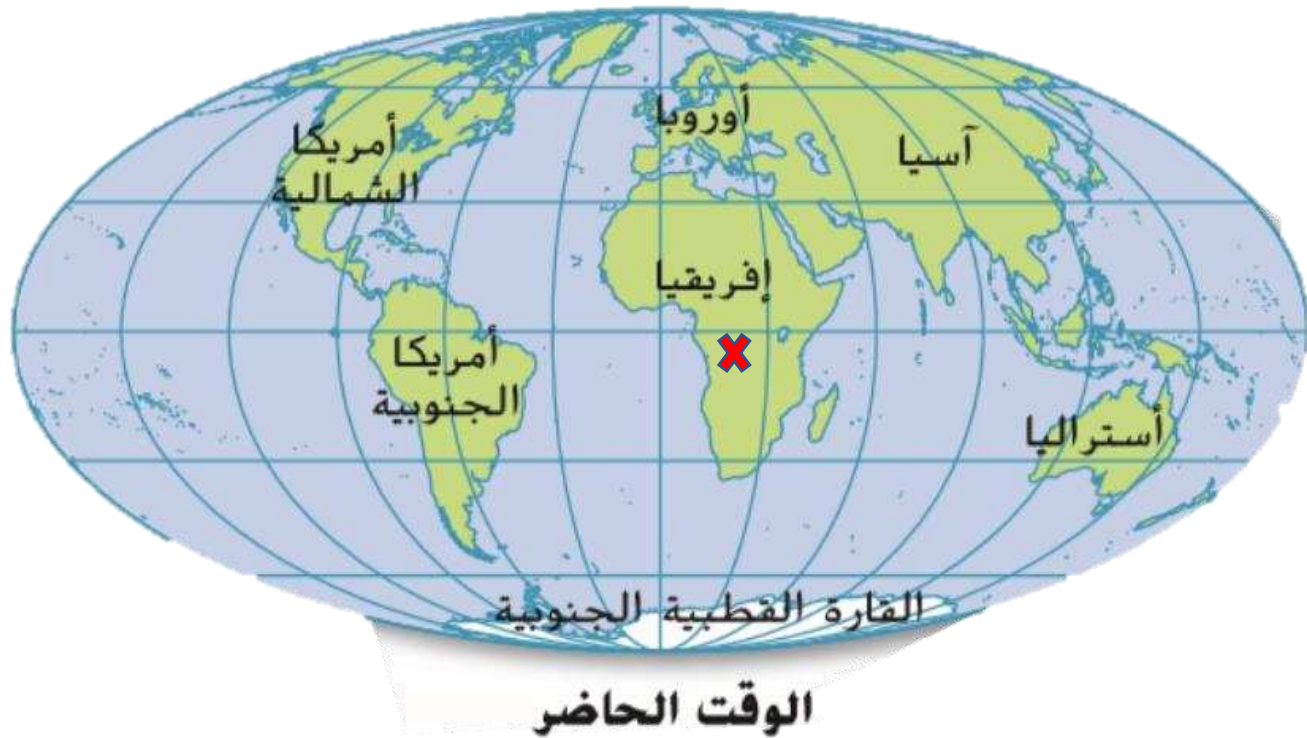 أوروبا
آسيا
أمريكا
الشمالية
إفريقيا
أمريكا
الجنوبية
أستراليا
القارة القطبية الجنوبية
الوقت الحاضر